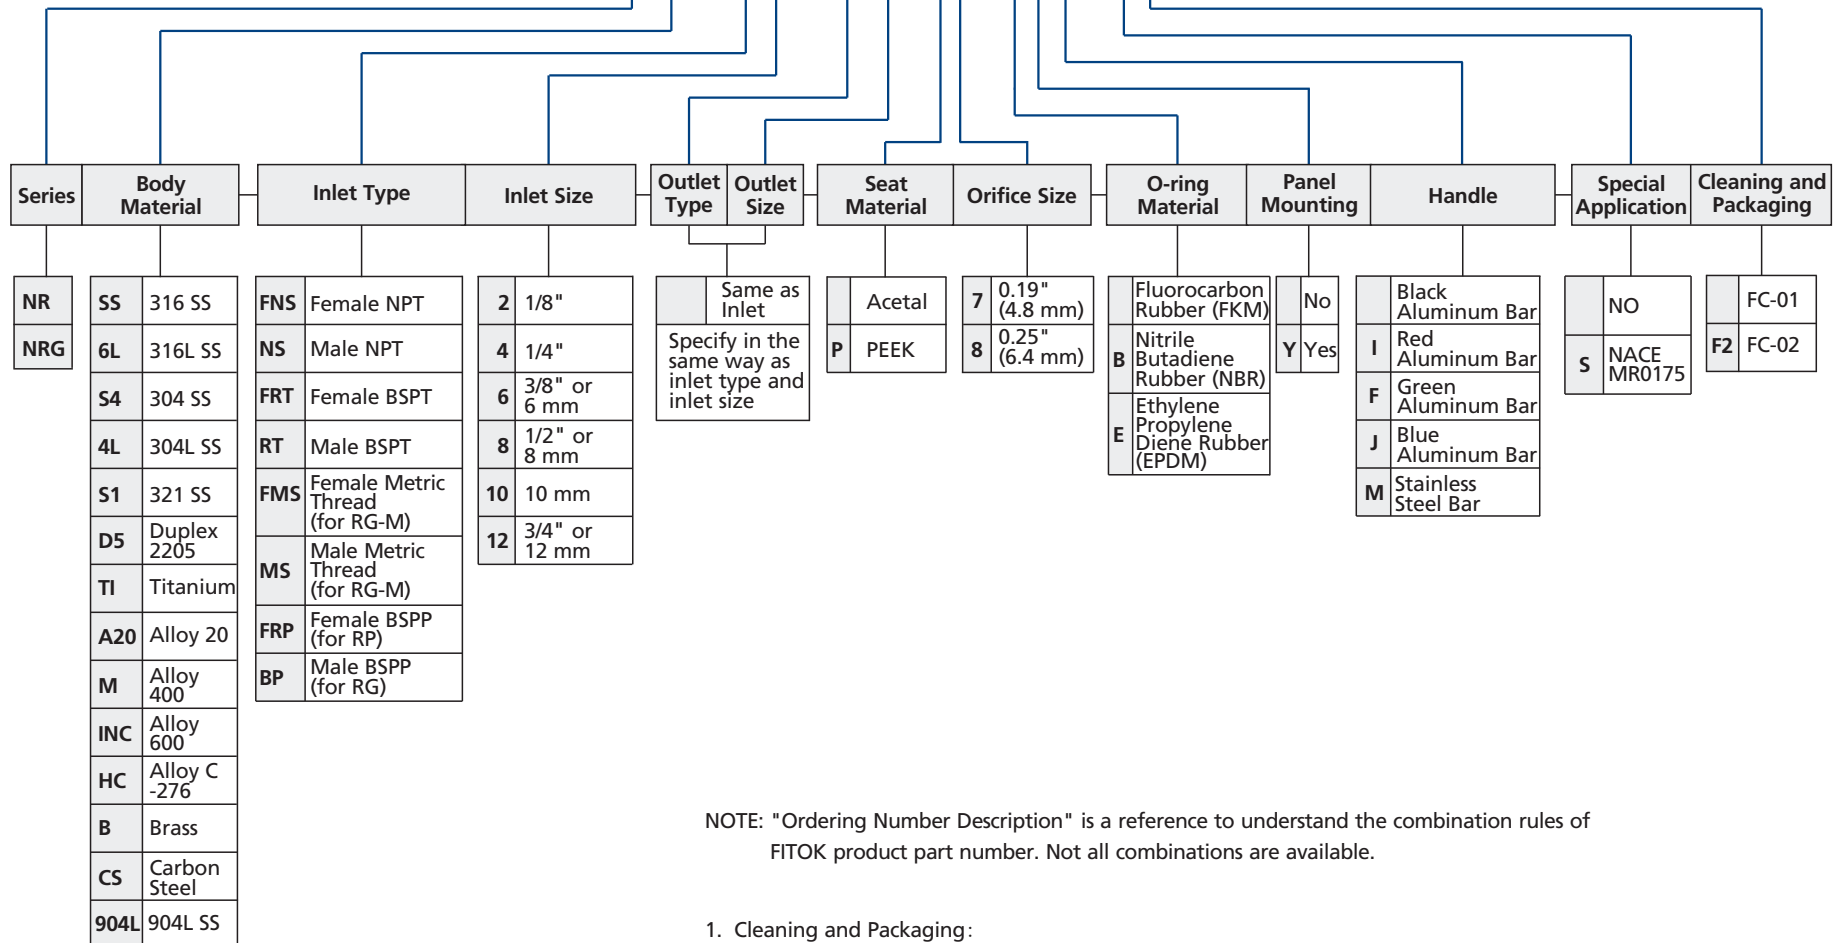 Series
Body
Material
Inlet Type
Inlet Size
Outlet
Type
Outlet
Size
Seat
Material
Orifice Size
O-ring
Material
Panel
Mounting
Handle
Special
Application
Cleaning and
Packaging
NR
NRG
SS 316 SS
6L 316L SS
S4 304 SS
4L 304L SS
S1 321 SS
D5 Duplex
2205
TI Titanium
A20 Alloy 20
M Alloy
400
INC Alloy
600
HC Alloy C
-276
B Brass
CS Carbon
Steel
904L 904L SS
FNS Female NPT
NS Male NPT
FRT Female BSPT
RT Male BSPT
FMS Female Metric
Thread
(for RG-M)
MS Male Metric
Thread
(for RG-M)
FRP Female BSPP
(for RP)
BP Male BSPP
(for RG)
2 1/8"
4 1/4"
6 3/8" or
6 mm
8 1/2" or
8 mm
10 10 mm
12 3/4" or
12 mm
Same as
Inlet
Specify in the
same way as
inlet type and
inlet size
Acetal
P PEEK
7 0.19"
(4.8 mm)
8 0.25"
(6.4 mm)
Fluorocarbon
Rubber (FKM)
B Nitrile
Butadiene
Rubber (NBR)
E Ethylene
Propylene
Diene Rubber
(EPDM)
No
Y Yes
Black
Aluminum Bar
I Red
Aluminum Bar
F Green
Aluminum Bar
J Blue
Aluminum Bar
M Stainless
Steel Bar
NO
S NACE
MR0175
FC-01
F2 FC-02
NOTE: "Ordering Number Description" is a reference to understand the combination rules of
FITOK product part number. Not all combinations are available.
1. Cleaning and Packaging: